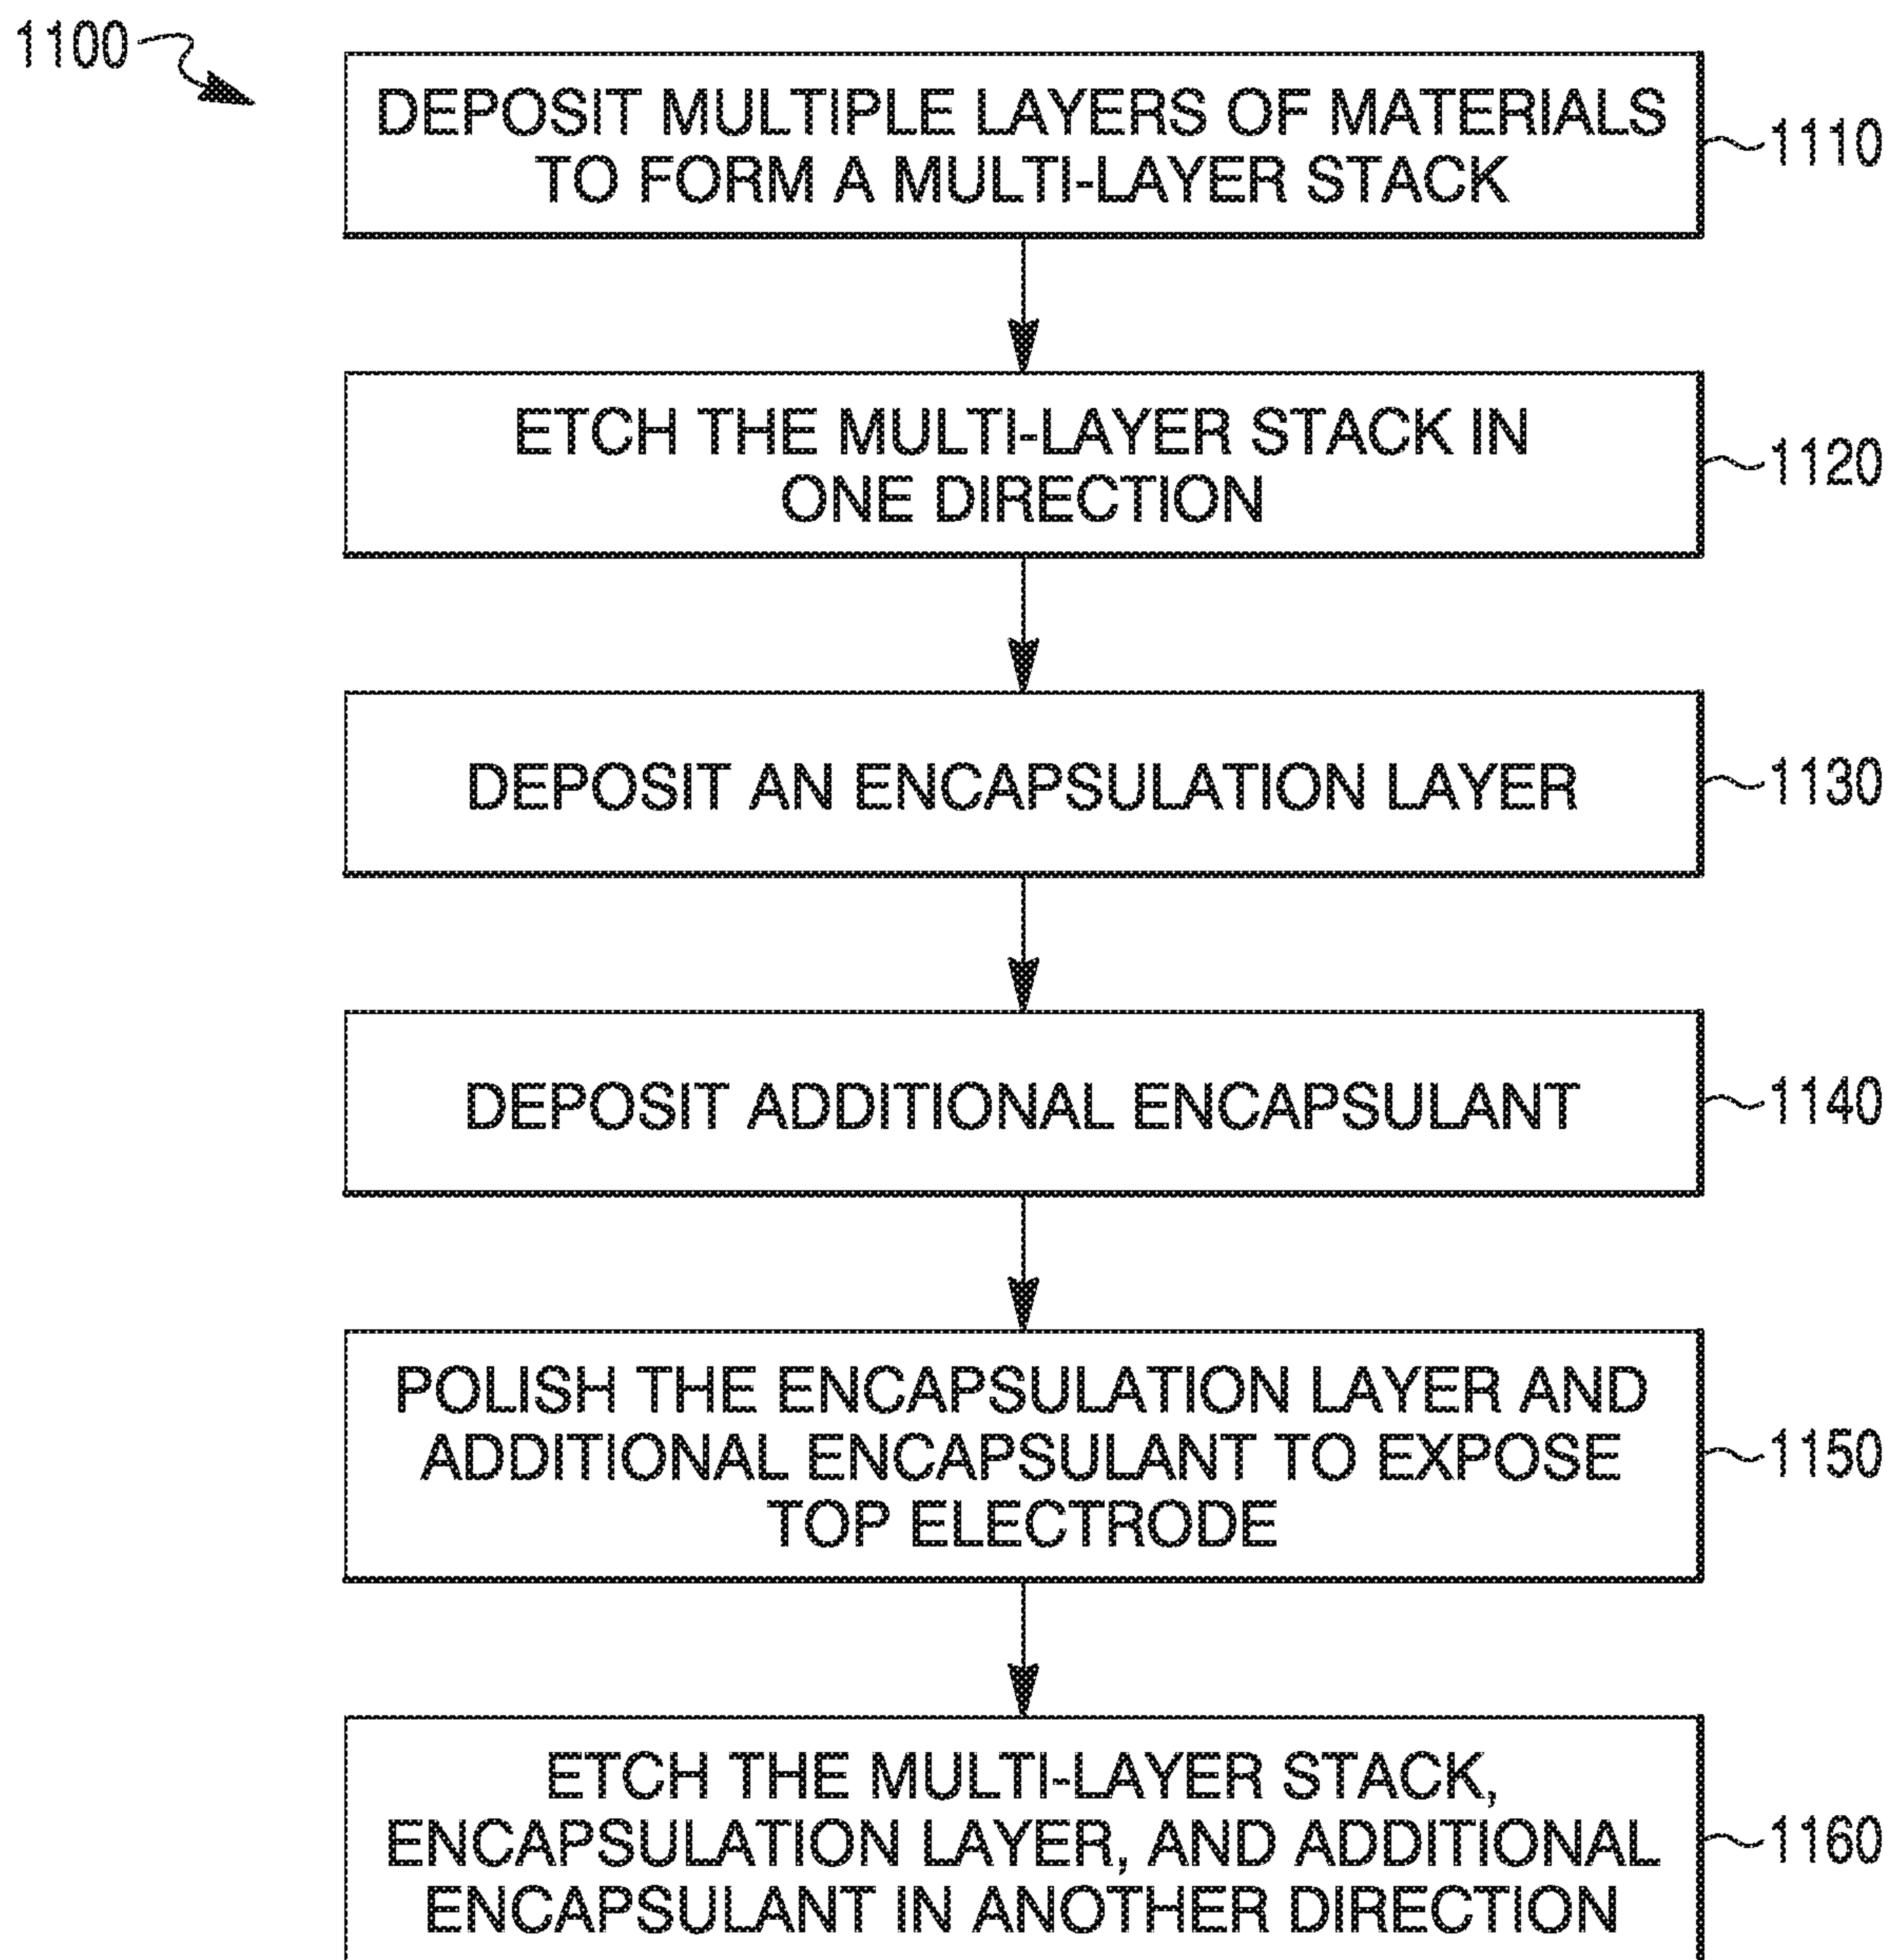 1100
DEPOSIT MULTIPLE LAYERS OF MATERIALS
TO FORM A MULTI-LAYER STACK
1110
ETCH THE MULTI-LAYER STACK IN
ONE DIRECTION
1120
DEPOSIT AN ENCAPSULATION LAYER
1130
DEPOSIT ADDITIONAL ENCAPSULANT
1140
POLISH THE ENCAPSULATION LAYER AND
ADDITIONAL ENCAPSULANT TO EXPOSE
TOP ELECTRODE
1150
ETCH THE MULTI-LAYER STACK,
ENCAPSULATION LAYER, AND ADDITIONAL
ENCAPSULANT IN ANOTHER DIRECTION
1160